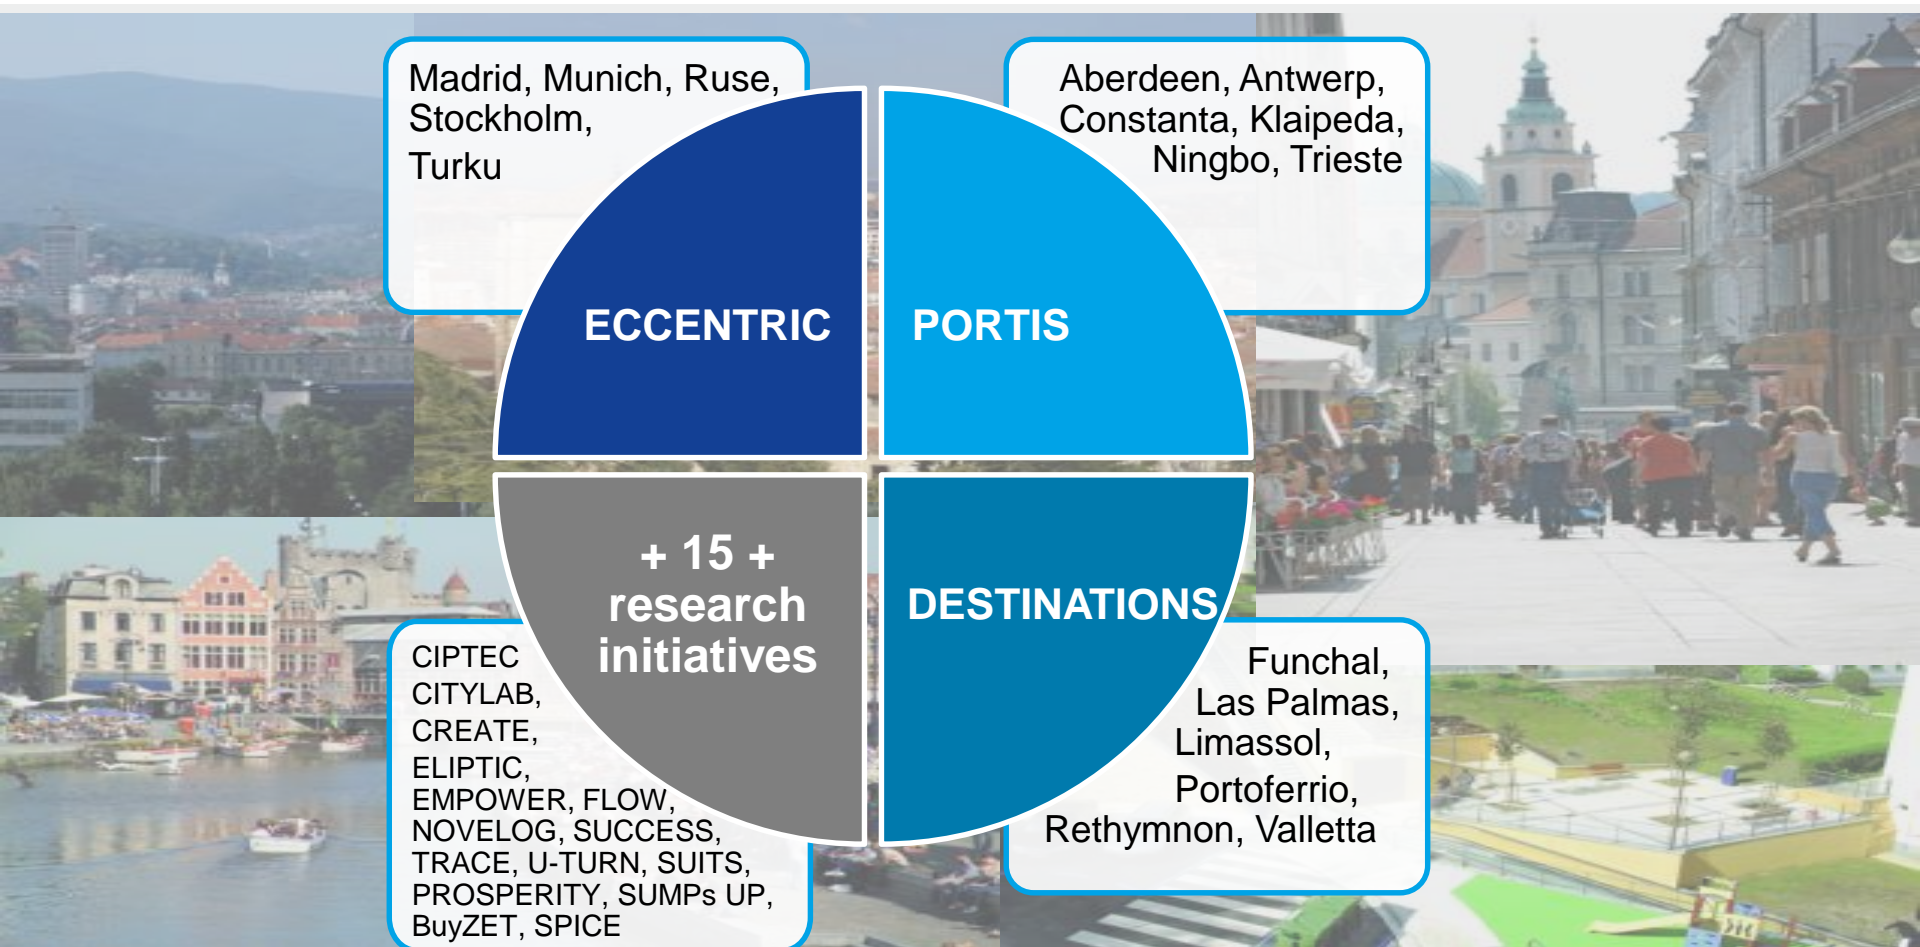 Madrid, Munich, Ruse,
Stockholm,
Turku
Aberdeen, Antwerp,
Constanta, Klaipeda,
Ningbo, Trieste
ECCENTRIC
PORTIS
+ 15 +
research
initiatives
DESTINATIONS
CIPTEC
CITYLAB,
CREATE,
ELIPTIC,
EMPOWER, FLOW,
NOVELOG, SUCCESS,
TRACE, U-TURN, SUITS,
PROSPERITY, SUMPs UP,
BuyZET, SPICE
Funchal,
Las Palmas,
Limassol,
Portoferrio,
Rethymnon, Valletta